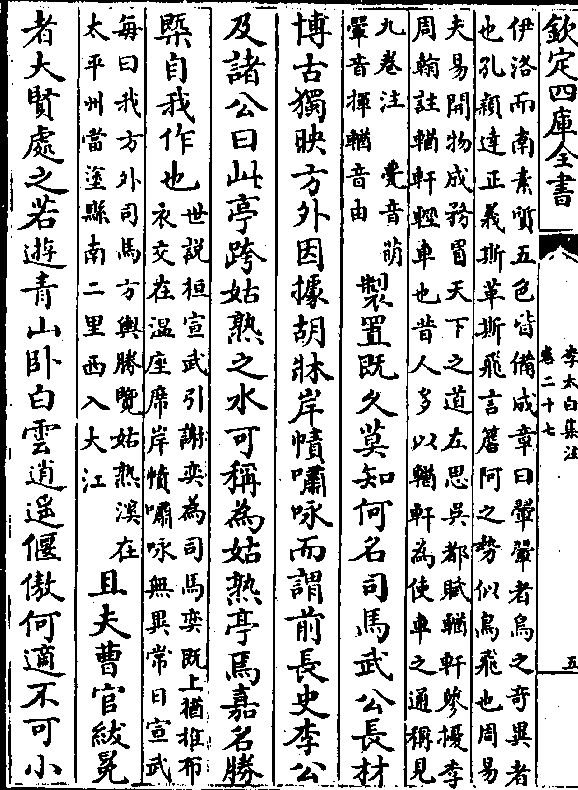 欽定四庫全書
李太白集注
卷二十七
五
伊洛而南素質五色皆備成章曰翬翬者鳥之奇異者
也孔穎達正義斯革斯飛言簷阿之勢似鳥飛也周易
夫易開物成務冒天下之道左思吳都賦輶軒蓼擾李
周翰註輶軒輕車也昔人多以輶軒為使車之通稱見
九卷注 甍音萌
翬音揮輶音由
製置既久莫知何名司馬武公長材
博古獨映方外因據胡牀岸幘嘯咏而謂前長史李公
及諸公曰此亭跨姑熟之水可稱為姑熟亭焉嘉名勝
槩自我作也
世說桓宣武引謝奕為司馬奕既上猶推布
衣交在温座席岸幘嘯咏無異常日宣武
每曰我方外司馬方輿勝覽姑熟溪在
太平州當塗縣南二里西入大江
且夫曹官紱冕
者大賢處之若遊青山卧白雲逍遥偃傲何適不可小